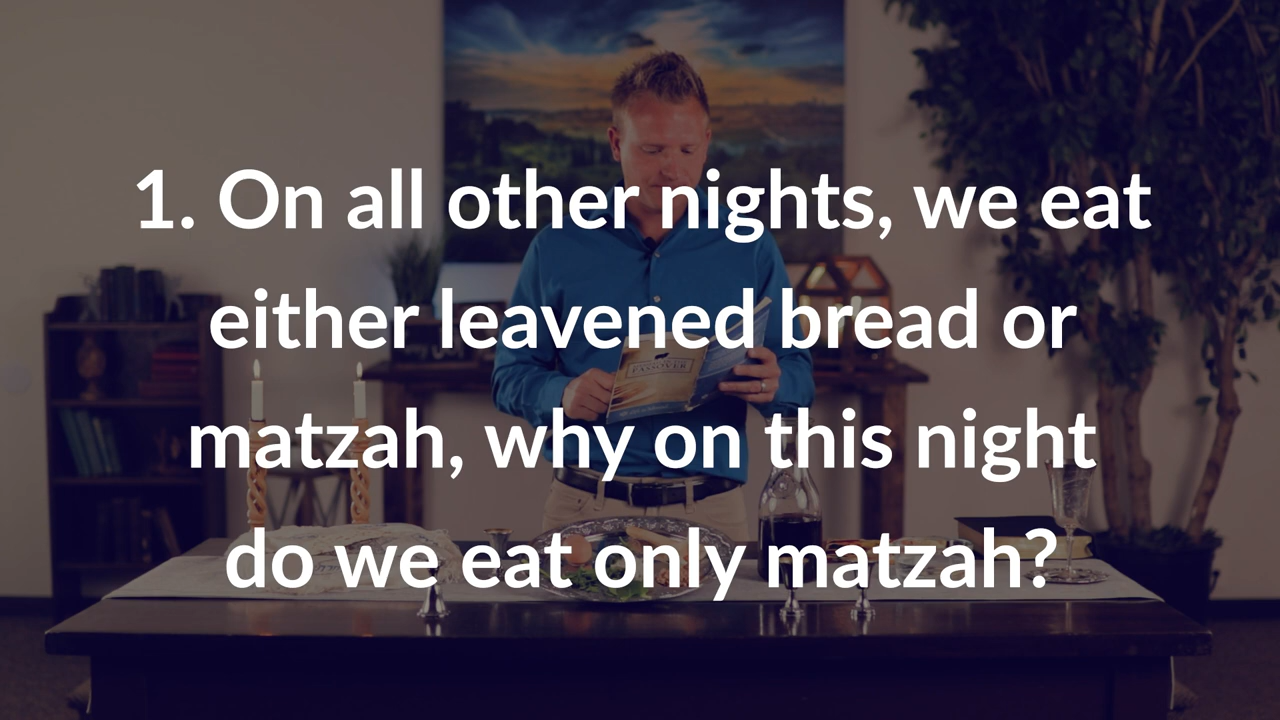 1. On all other nights, we eat
either leavened bread or
matzah, why on this night
do we eat only matzah?
PASSOVER